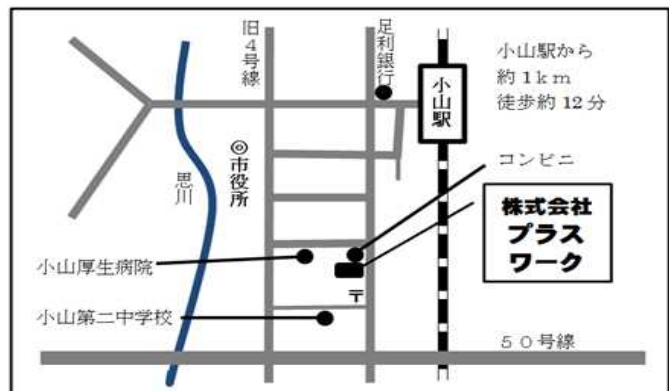 旧４号線
足利銀行
小山駅から
約１ｋｍ
徒歩約 12 分
小山駅
◎市役所
思川
コンビニ
株式会社
プラス
ワーク
小山厚生病院
〒
小山第二中学校
５０号線